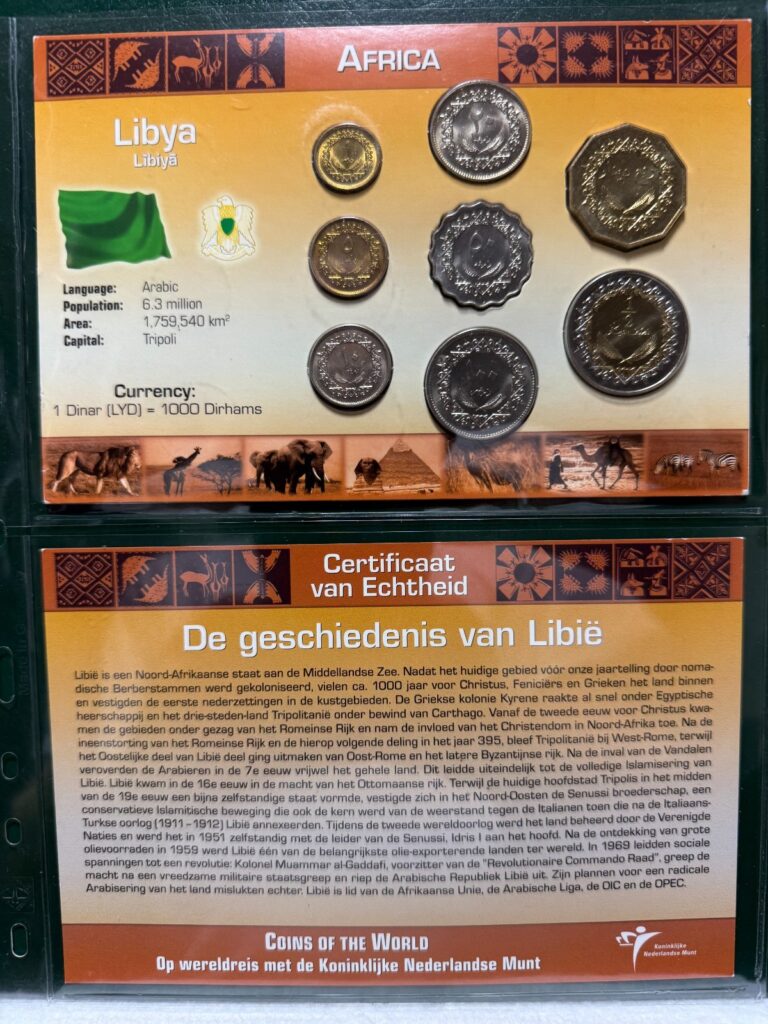 AFRICA
Libya
Lībiyā
Language: Arabic
Population: 6.3 million
Area: 1,759,540 km²
Capital: Tripoli
Currency:
1 Dinar (LYD) = 1000 Dirhams
١
٥
١٠
٢٠
٥٠
١٠٠
Certificaat
van Echtheid
De geschiedenis van Libië
Libië is een Noord-Afrikaanse staat aan de Middellandse Zee. Nadat het huidige gebied vóór onze jaartelling door noma-
dische Berberstammen werd gekoloniseerd, vielen ca. 1000 jaar voor Christus, Feniciërs en Grieken het land binnen
en vestigden de eerste nederzettingen in de kustgebieden. De Griekse kolonie Kyrene raakte al snel onder Egyptische
heerschappij en het drie-steden-land Tripolitanië onder bewind van Carthago. Vanaf de tweede eeuw voor Christus kwa-
men de gebieden onder gezag van het Romeinse Rijk en nam de invloed van het Christendom in Noord-Afrika toe. Na de
ineenstorting van het Romeinse Rijk en de hierop volgende deling in het jaar 395, bleef Tripolitanië bij West-Rome, terwijl
het Oostelijke deel van Libië deel ging uitmaken van Oost-Rome en het latere Byzantijnse rijk. Na de inval van de Vandalen
veroverden de Arabieren in de 7e eeuw vrijwel het gehele land. Dit leidde uiteindelijk tot de volledige Islamisering van
Libië. Libië kwam in de 16e eeuw in de macht van het Ottomaanse rijk. Terwijl de huidige hoofdstad Tripolis in het midden
van de 19e eeuw een bijna zelfstandige staat vormde, vestigde zich in het Noord-Oosten de Senussi broederschap, een
conservatieve Islamitische beweging die ook de kern werd van de weerstand tegen de Italianen toen die na de Italiaans-
Turkse oorlog (1911 – 1912) Libië annexeerden. Tijdens de tweede wereldoorlog werd het land beheerd door de Verenigde
Naties en werd het in 1951 zelfstandig met de leider van de Senussi, Idris I aan het hoofd. Na de ontdekking van grote
olievoorraden in 1959 werd Libië één van de belangrijkste olie-exporterende landen ter wereld. In 1969 leidden sociale
spanningen tot een revolutie: Kolonel Muammar al-Gaddafi, voorzitter van de "Revolutionaire Commando Raad", greep de
macht na een vreedzame militaire staatsgreep en riep de Arabische Republiek Libië uit. Zijn plannen voor een radicale
Arabisering van het land mislukten echter. Libië is lid van de Afrikaanse Unie, de Arabische Liga, de OIC en de OPEC.
COINS OF THE WORLD
Op wereldreis met de Koninklijke Nederlandse Munt
Koninklijke
Nederlandse Munt